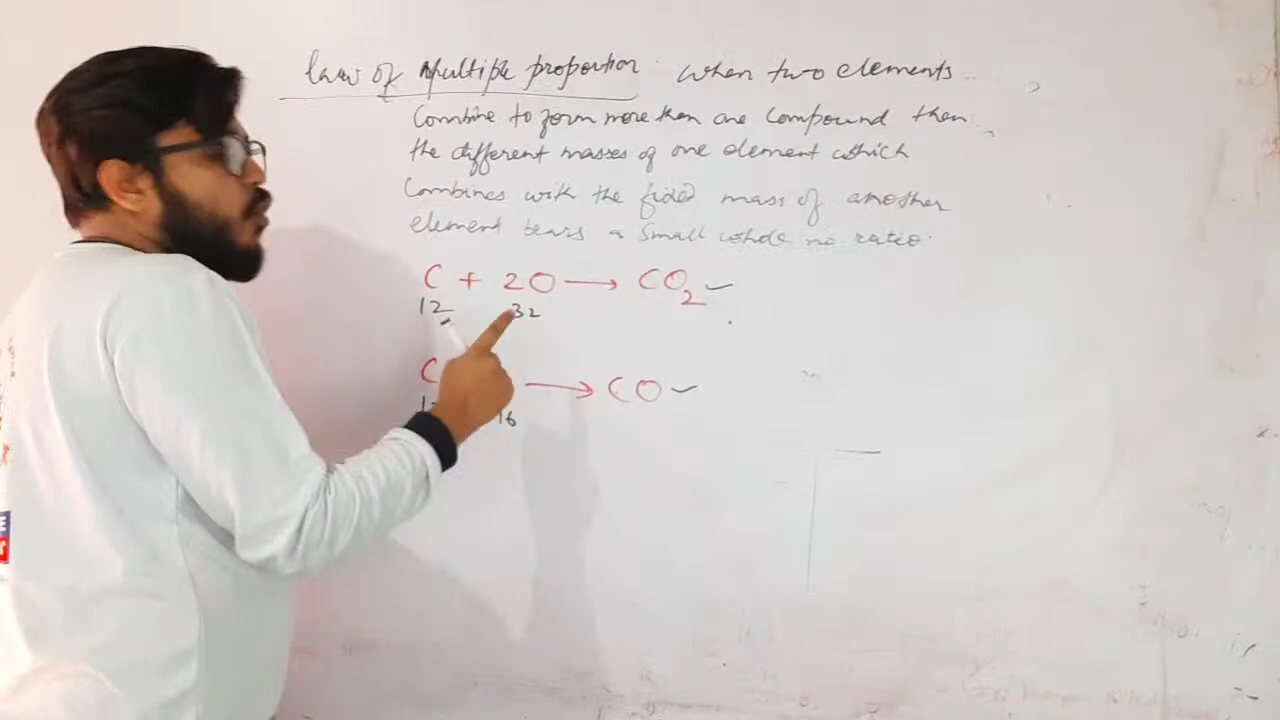 law of Multiple proportion when two elements
Combine to form more than one compound then
the different masses of one element which
Combines with the fixed mass of another
element bears a small whole no ratio.
C + 2O → CO2
12 32
C → CO
16